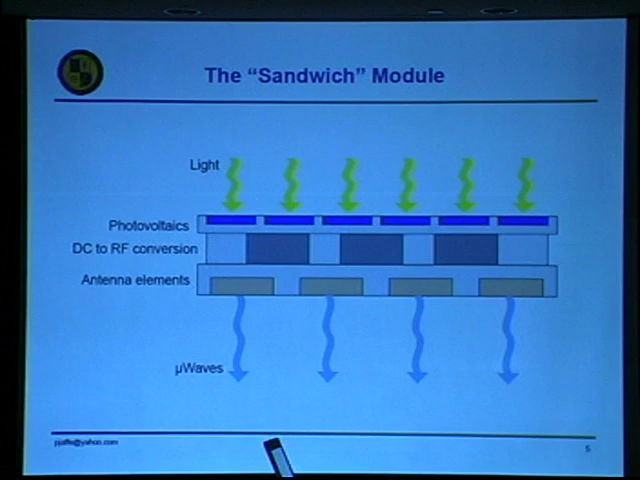 The “Sandwich” Module
Light
Photovoltaics
DC to RF conversion
Antenna elements
µWaves
pjaffe@yahoo.com
5